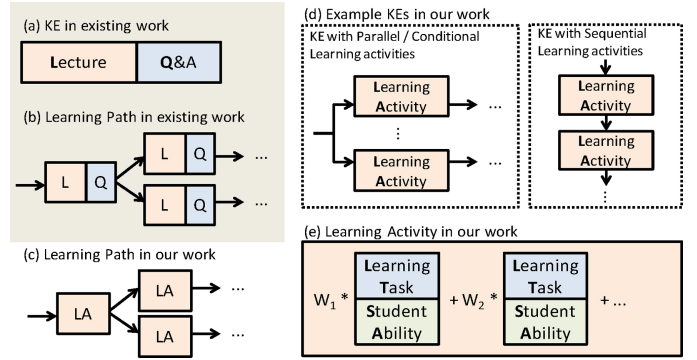 (a) KE in existing work
Lecture
Q&A
(b) Learning Path in existing work
L
Q
L
Q
...
L
Q
...
(c) Learning Path in our work
LA
LA
...
LA
...
(d) Example KEs in our work
KE with Parallel / Conditional
Learning activities
Learning
Activity
...
⋮
Learning
Activity
...
KE with Sequential
Learning activities
Learning
Activity
Learning
Activity
⋮
(e) Learning Activity in our work
W1 *
Learning
Task
Student
Ability
+ W2 *
Learning
Task
Student
Ability
+ ...